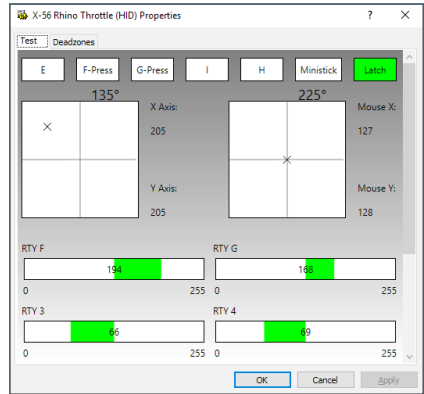 X-56 Rhino Throttle (HID) Properties
Test Deadzones
E F-Press G-Press I H Ministick Latch
135° 225°
X Axis: Mouse X:
205 127
Y Axis: Mouse Y:
205 128
RTY F RTY G
194 168
0 255 0 255
RTY 3 RTY 4
66 69
0 255 0 255
OK Cancel Apply